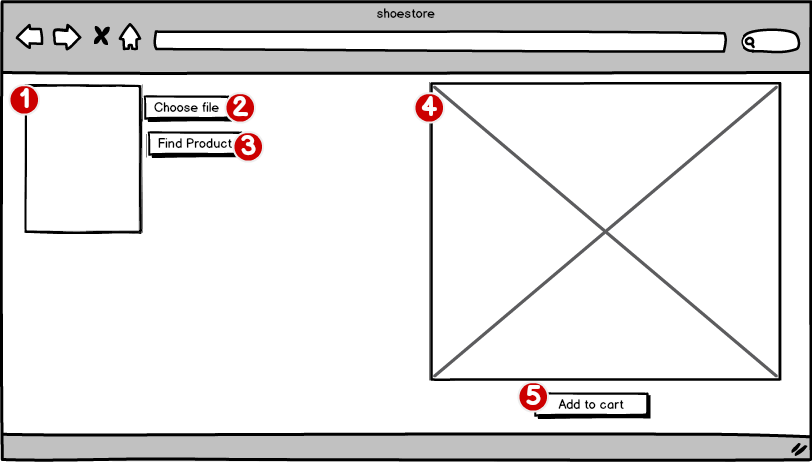 shoestore
1
Choose file 2
Find Product 3
4
5 Add to cart